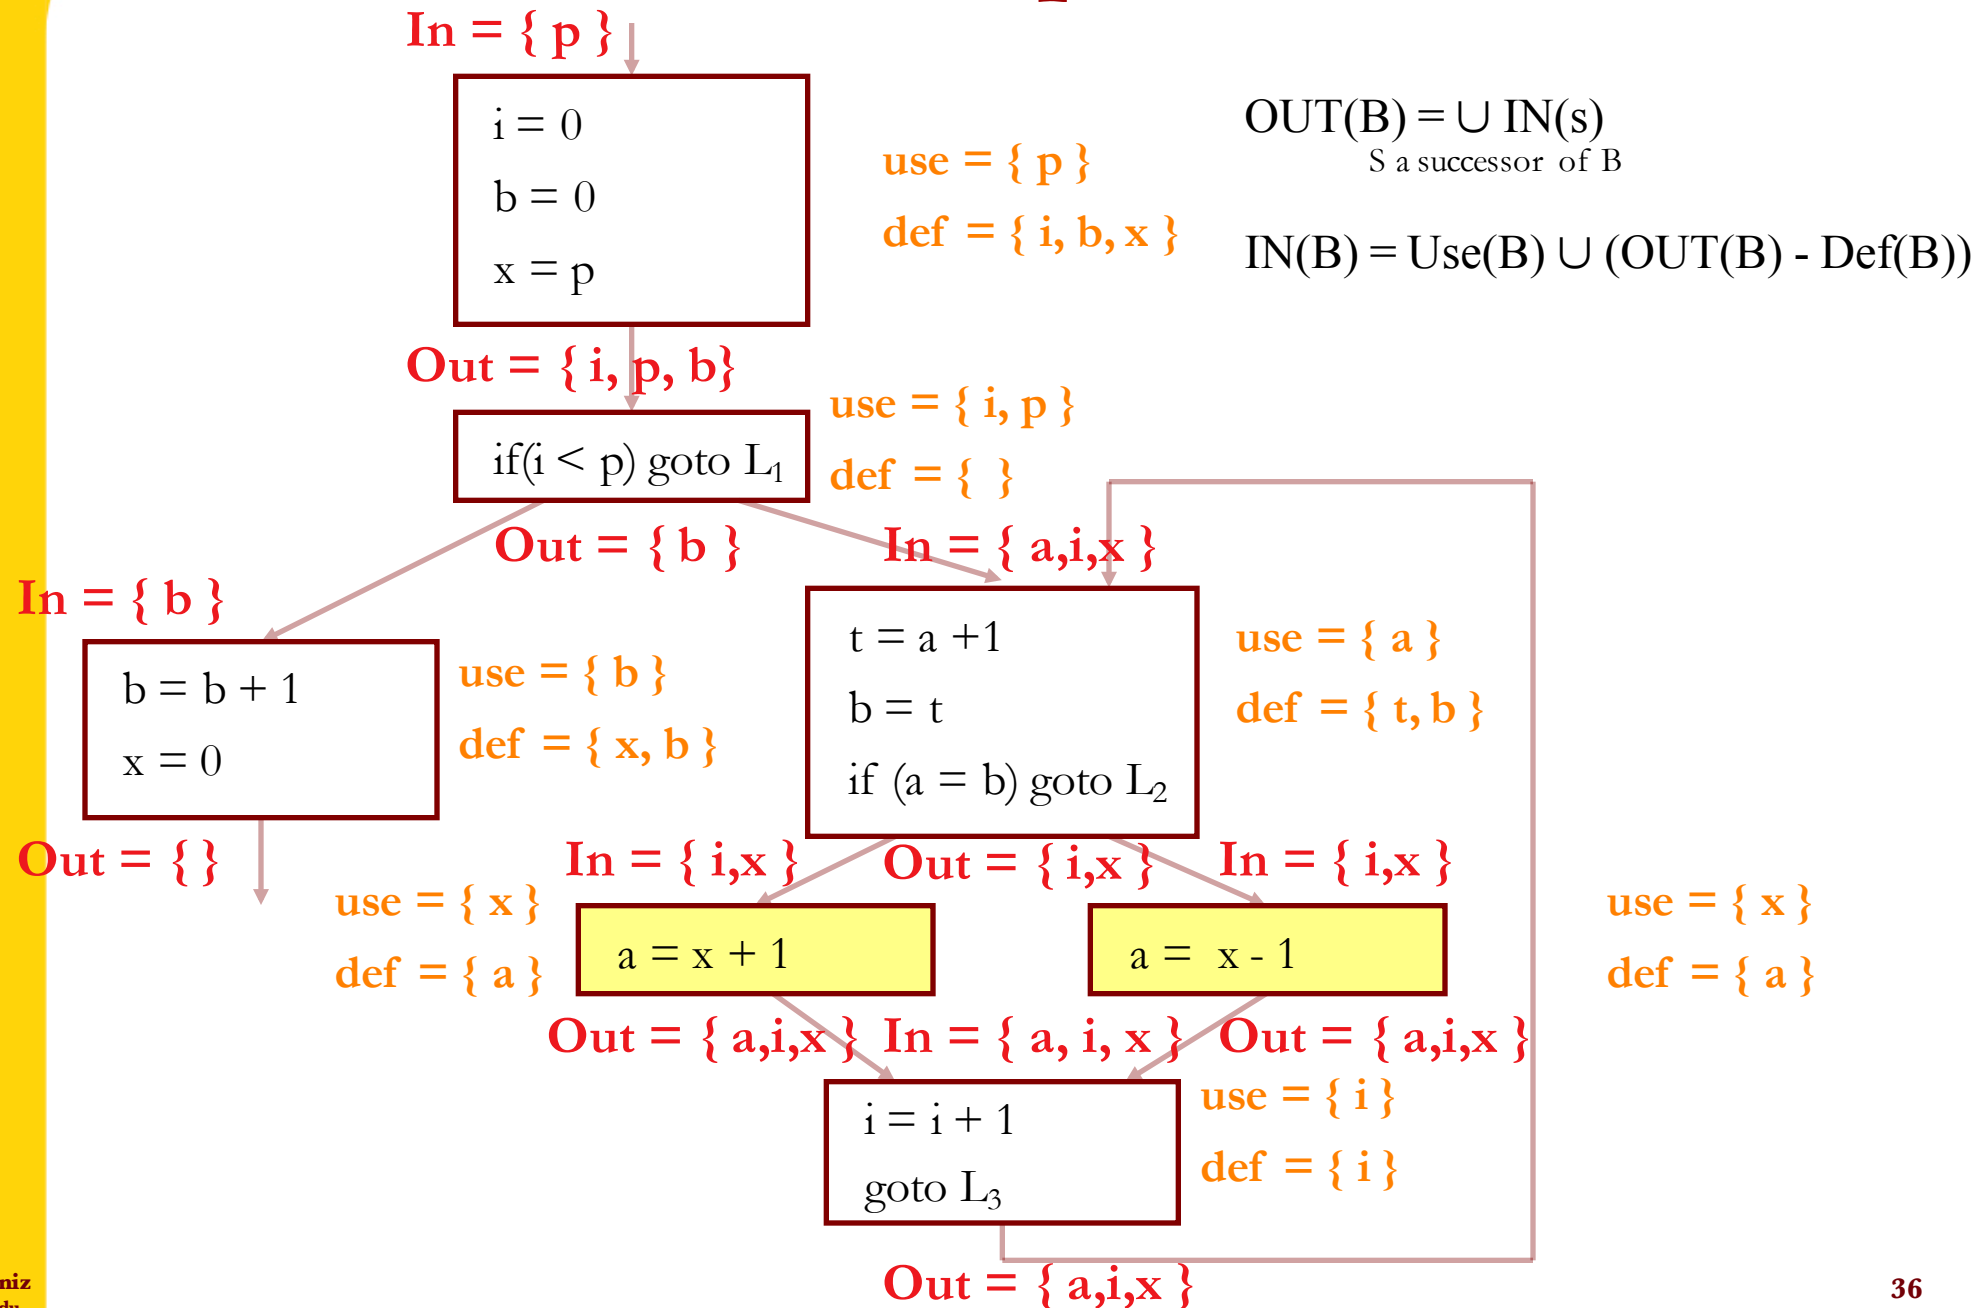 In = { p }
i = 0
b = 0
x = p
use = { p }
def = { i, b, x }
OUT(B) = ∪ IN(s)
S a successor of B
IN(B) = Use(B) ∪ (OUT(B) - Def(B))
Out = { i, p, b}
if(i < p) goto L₁
use = { i, p }
def = { }
Out = { b }
In = { a,i,x }
In = { b }
b = b + 1
x = 0
use = { b }
def = { x, b }
t = a +1
b = t
if (a = b) goto L₂
use = { a }
def = { t, b }
Out = { }
In = { i,x }
Out = { i,x }
In = { i,x }
use = { x }
def = { a }
a = x + 1
a = x - 1
use = { x }
def = { a }
Out = { a,i,x }
In = { a, i, x }
Out = { a,i,x }
i = i + 1
goto L₃
use = { i }
def = { i }
Out = { a,i,x }
niz
36